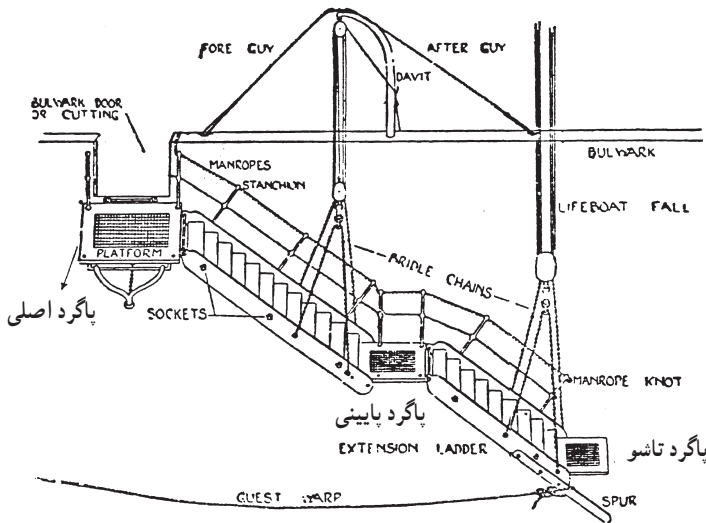 FORE GUY
AFTER GUY
DAVIT
BULWARK DOOR
OR CUTTING
BULWARK
MANROPES
STANCHION
LIFEBOAT FALL
PLATFORM
BRIDLE CHAINS
پاگرد اصلی
SOCKETS
MANROPE KNOT
پاگرد پایینی
EXTENSION LADDER
پاگرد تاشو
GUEST WARP
SPUR